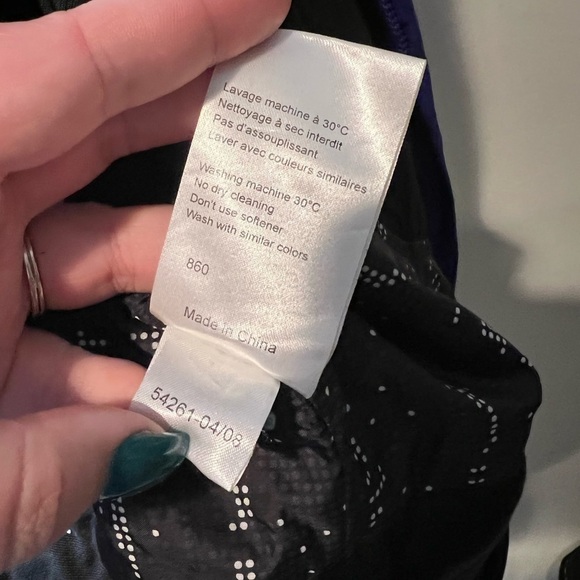 Lavage machine à 30°C
Nettoyage à sec interdit
Pas d'assouplissant
Laver avec couleurs similaires
Washing machine 30°C
No dry cleaning
Don't use softener
Wash with similar colors
860
Made in China
54261-04/08